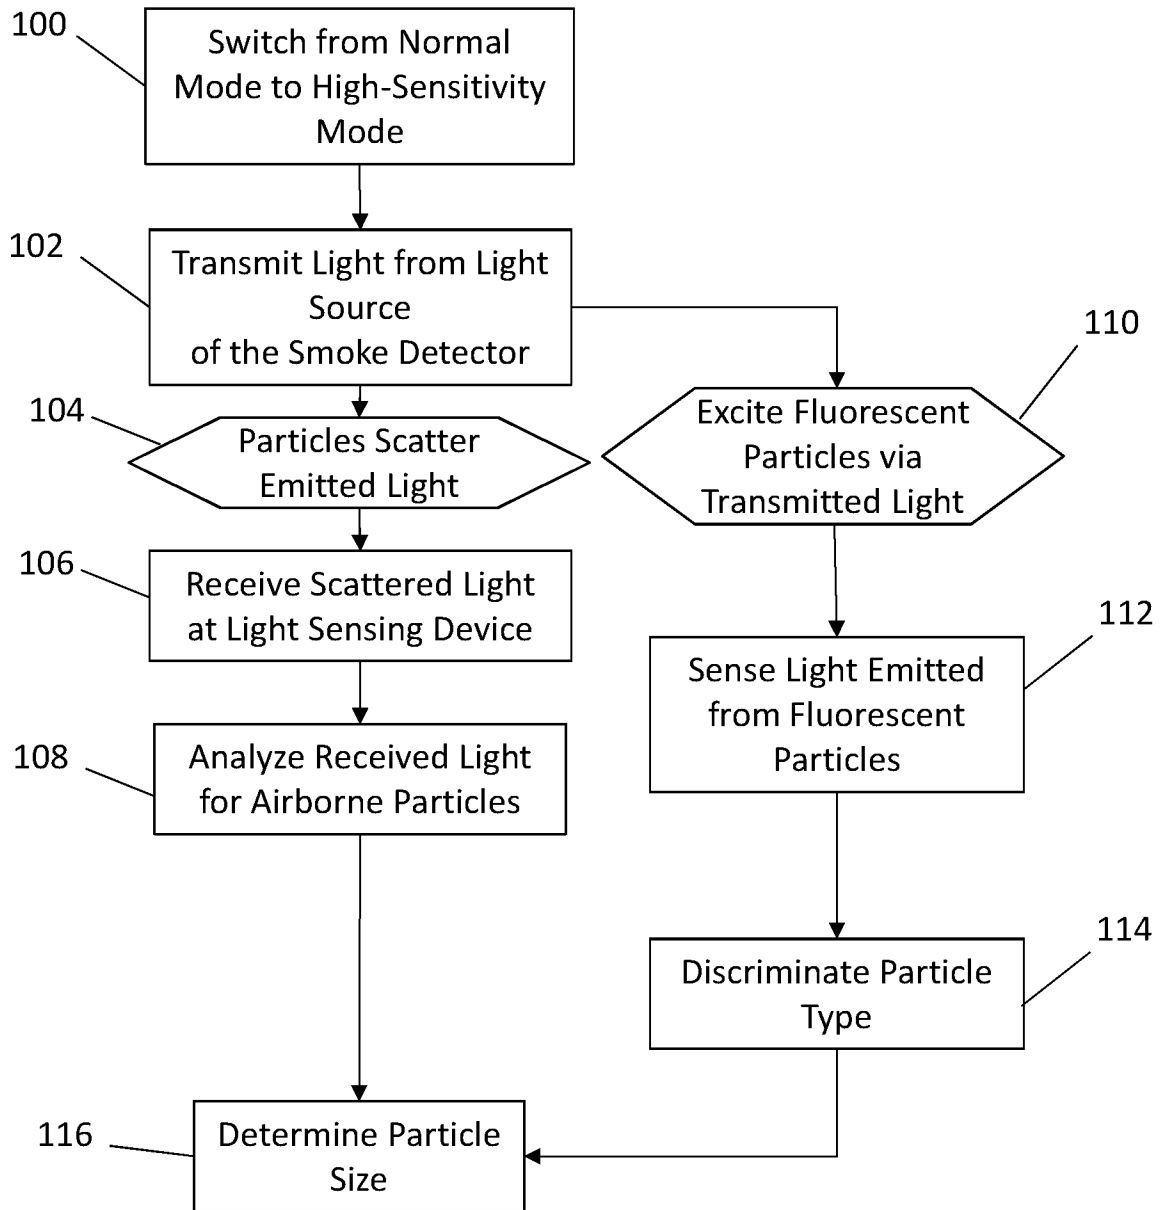 100
Switch from Normal
Mode to High-Sensitivity
Mode
102
Transmit Light from Light
Source
of the Smoke Detector
104
Particles Scatter
Emitted Light
110
Excite Fluorescent
Particles via
Transmitted Light
106
Receive Scattered Light
at Light Sensing Device
112
Sense Light Emitted
from Fluorescent
Particles
108
Analyze Received Light
for Airborne Particles
114
Discriminate Particle
Type
116
Determine Particle
Size